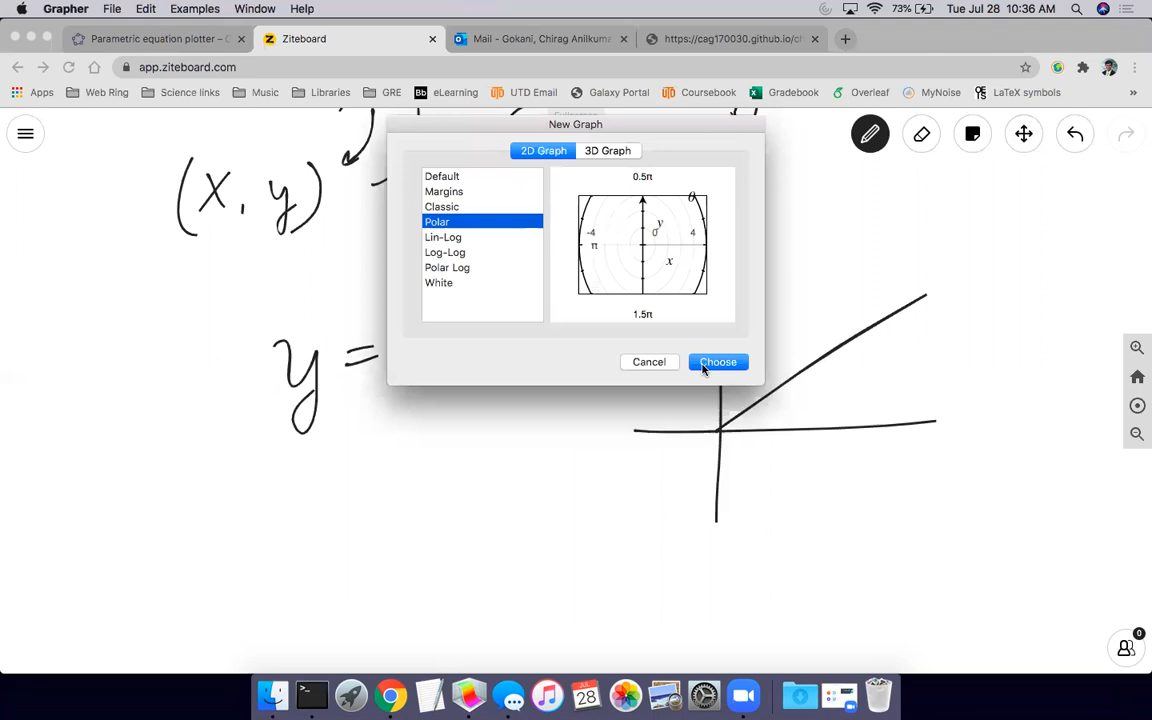 Grapher File Edit Examples Window Help 73% Tue Jul 28 10:36 AM
Parametric equation plotter – Ziteboard Mail - Gokani, Chirag Anilkuma https://cag170030.github.io/ch
app.ziteboard.com
Apps Web Ring Science links Music Libraries GRE Bb eLearning UTD Email Galaxy Portal Coursebook Gradebook Overleaf MyNoise LaTeX symbols »
New Graph
2D Graph 3D Graph
Default
Margins
Classic
Polar
Lin-Log
Log-Log
Polar Log
White
0.5π
θ
y
-4 0 4
π
x
1.5π
Cancel Choose
(x, y)
y =
0
JUL
28